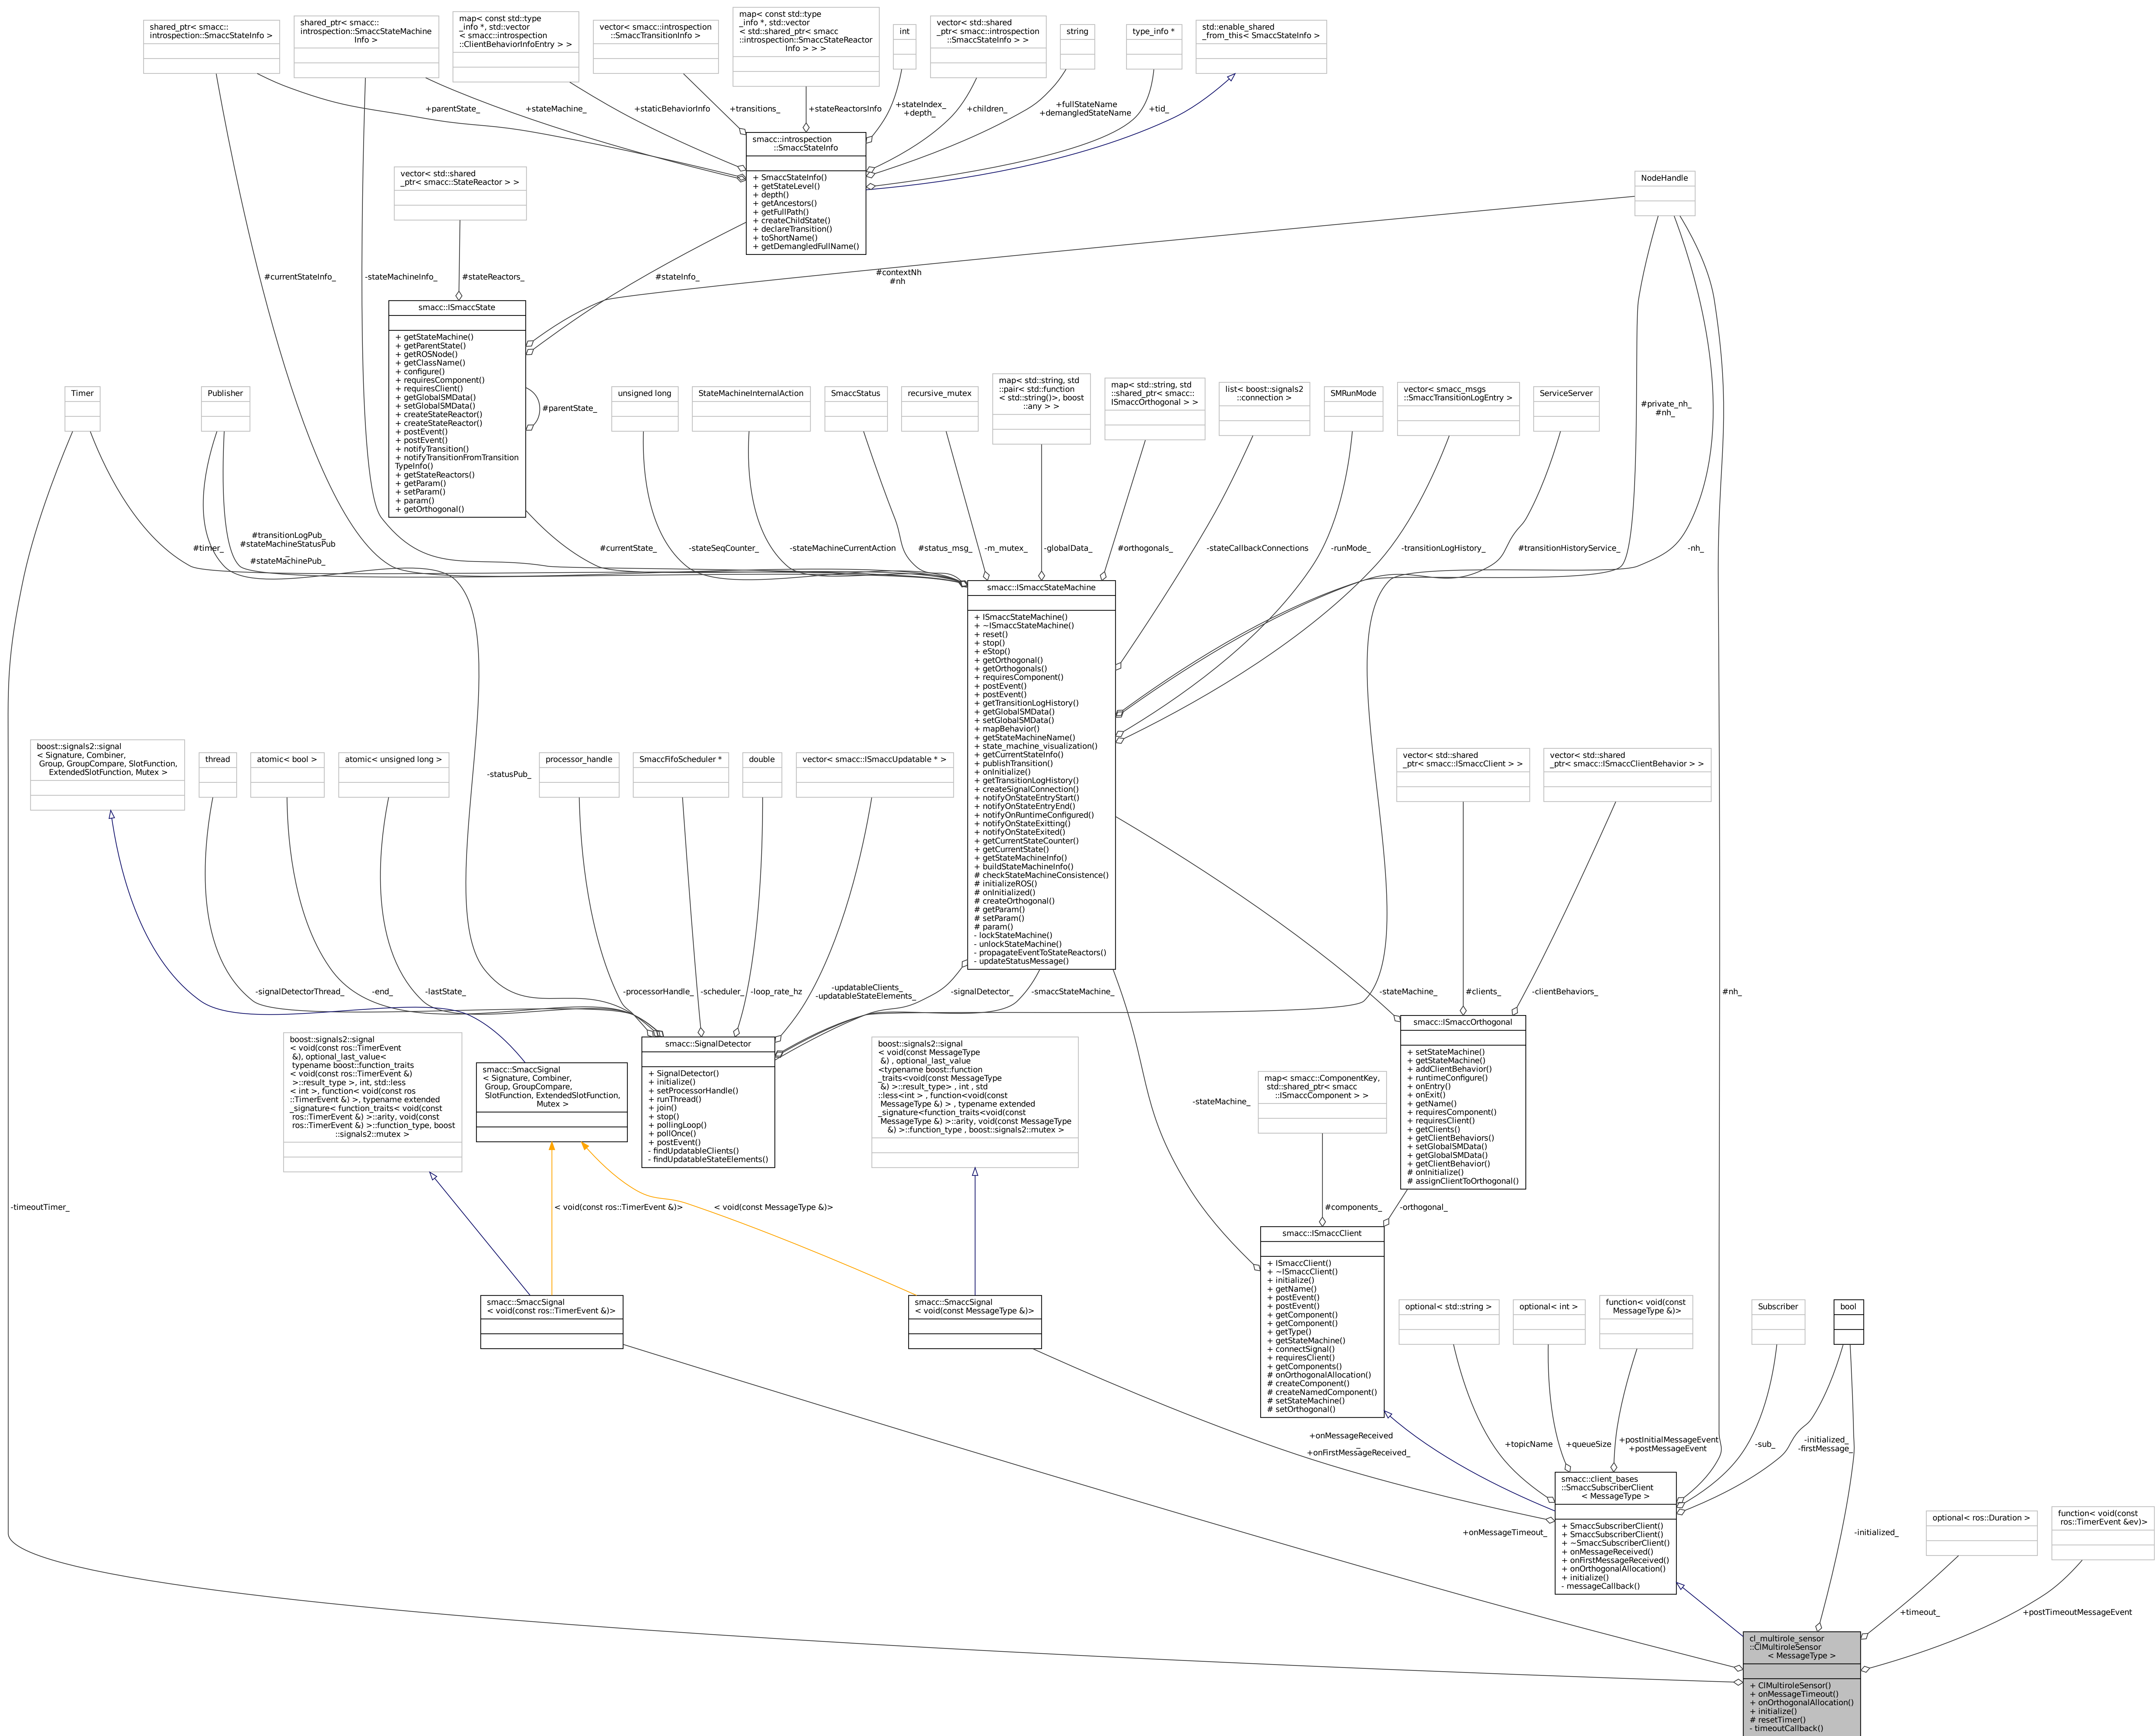 shared_ptr< smacc::
introspection::SmaccStateInfo >
shared_ptr< smacc::
introspection::SmaccStateMachine
Info >
map< const std::type
_info *, std::vector
< smacc::introspection
::ClientBehaviorInfoEntry > >
vector< smacc::introspection
::SmaccTransitionInfo >
map< const std::type
_info *, std::vector
< std::shared_ptr< smacc
::introspection::SmaccStateReactor
Info > > >
int
vector< std::shared
_ptr< smacc::introspection
::SmaccStateInfo > >
string
type_info *
std::enable_shared
_from_this< SmaccStateInfo >
+parentState_
+stateMachine_
+staticBehaviorInfo
+transitions_
+stateReactorsInfo
+stateIndex_
+depth_
+children_
+fullStateName
+demangledStateName
+tid_
smacc::introspection
::SmaccStateInfo
+ SmaccStateInfo()
+ getStateLevel()
+ depth()
+ getAncestors()
+ getFullPath()
+ createChildState()
+ declareTransition()
+ toShortName()
+ getDemangledFullName()
vector< std::shared
_ptr< smacc::StateReactor > >
NodeHandle
#currentStateInfo_
-stateMachineInfo_
#stateReactors_
#stateInfo_
#contextNh
#nh
smacc::ISmaccState
+ getStateMachine()
+ getParentState()
+ getROSNode()
+ getClassName()
+ configure()
+ requiresComponent()
+ requiresClient()
+ getGlobalSMData()
+ setGlobalSMData()
+ createStateReactor()
+ createStateReactor()
+ postEvent()
+ postEvent()
+ notifyTransition()
+ notifyTransitionFromTransition
TypeInfo()
+ getStateReactors()
+ getParam()
+ setParam()
+ param()
+ getOrthogonal()
#parentState_
Timer
Publisher
unsigned long
StateMachineInternalAction
SmaccStatus
recursive_mutex
map< std::string, std
::pair< std::function
< std::string()>, boost
::any > >
map< std::string, std
::shared_ptr< smacc::
ISmaccOrthogonal > >
list< boost::signals2
::connection >
SMRunMode
vector< smacc_msgs
::SmaccTransitionLogEntry >
ServiceServer
#private_nh_
#nh_
#timer_
#transitionLogPub_
#stateMachineStatusPub
_
#stateMachinePub_
#currentState_
-stateSeqCounter_
-stateMachineCurrentAction
#status_msg_
-m_mutex_
-globalData_
#orthogonals_
-stateCallbackConnections
-runMode_
-transitionLogHistory_
#transitionHistoryService_
-nh_
smacc::ISmaccStateMachine
+ ISmaccStateMachine()
+ ~ISmaccStateMachine()
+ reset()
+ stop()
+ eStop()
+ getOrthogonal()
+ getOrthogonals()
+ requiresComponent()
+ postEvent()
+ postEvent()
+ getTransitionLogHistory()
+ getGlobalSMData()
+ setGlobalSMData()
+ mapBehavior()
+ getStateMachineName()
+ state_machine_visualization()
+ getCurrentStateInfo()
+ publishTransition()
+ onInitialize()
+ getTransitionLogHistory()
+ createSignalConnection()
+ notifyOnStateEntryStart()
+ notifyOnStateEntryEnd()
+ notifyOnRuntimeConfigured()
+ notifyOnStateExitting()
+ notifyOnStateExited()
+ getCurrentStateCounter()
+ getCurrentState()
+ getStateMachineInfo()
+ buildStateMachineInfo()
# checkStateMachineConsistence()
# initializeROS()
# onInitialized()
# createOrthogonal()
# getParam()
# setParam()
# param()
- lockStateMachine()
- unlockStateMachine()
- propagateEventToStateReactors()
- updateStatusMessage()
boost::signals2::signal
< Signature, Combiner,
Group, GroupCompare, SlotFunction,
ExtendedSlotFunction, Mutex >
thread
atomic< bool >
atomic< unsigned long >
-statusPub_
processor_handle
SmaccFifoScheduler *
double
vector< smacc::ISmaccUpdatable * >
vector< std::shared
_ptr< smacc::ISmaccClient > >
vector< std::shared
_ptr< smacc::ISmaccClientBehavior > >
-signalDetectorThread_
-end_
-lastState_
-processorHandle_
-scheduler_
-loop_rate_hz
-updatableClients_
-updatableStateElements_
-signalDetector_
-smaccStateMachine_
-stateMachine_
#clients_
-clientBehaviors_
#nh_
boost::signals2::signal
< void(const ros::TimerEvent
&), optional_last_value<
typename boost::function_traits
< void(const ros::TimerEvent &)
>::result_type >, int, std::less
< int >, function< void(const ros
::TimerEvent &) >, typename extended
_signature< function_traits< void(const
ros::TimerEvent &) >::arity, void(const
ros::TimerEvent &) >::function_type, boost
::signals2::mutex >
smacc::SmaccSignal
< Signature, Combiner,
Group, GroupCompare,
SlotFunction, ExtendedSlotFunction,
Mutex >
smacc::SignalDetector
+ SignalDetector()
+ initialize()
+ setProcessorHandle()
+ runThread()
+ join()
+ stop()
+ pollingLoop()
+ pollOnce()
+ postEvent()
- findUpdatableClients()
- findUpdatableStateElements()
boost::signals2::signal
< void(const MessageType
&) , optional_last_value
<typename boost::function
_traits<void(const MessageType
&) >::result_type> , int , std
::less<int > , function<void(const
MessageType &) > , typename extended
_signature<function_traits<void(const
MessageType &) >::arity, void(const MessageType
&) >::function_type , boost::signals2::mutex >
-stateMachine_
map< smacc::ComponentKey,
std::shared_ptr< smacc
::ISmaccComponent > >
smacc::ISmaccOrthogonal
+ setStateMachine()
+ getStateMachine()
+ addClientBehavior()
+ runtimeConfigure()
+ onEntry()
+ onExit()
+ getName()
+ requiresComponent()
+ requiresClient()
+ getClients()
+ getClientBehaviors()
+ setGlobalSMData()
+ getGlobalSMData()
+ getClientBehavior()
# onInitialize()
# assignClientToOrthogonal()
-timeoutTimer_
< void(const ros::TimerEvent &)>
< void(const MessageType &)>
#components_
-orthogonal_
smacc::ISmaccClient
+ ISmaccClient()
+ ~ISmaccClient()
+ initialize()
+ getName()
+ postEvent()
+ postEvent()
+ getComponent()
+ getComponent()
+ getType()
+ getStateMachine()
+ connectSignal()
+ requiresClient()
+ getComponents()
# onOrthogonalAllocation()
# createComponent()
# createNamedComponent()
# setStateMachine()
# setOrthogonal()
smacc::SmaccSignal
< void(const ros::TimerEvent &)>
smacc::SmaccSignal
< void(const MessageType &)>
optional< std::string >
optional< int >
function< void(const
MessageType &)>
Subscriber
bool
+onMessageReceived
_
+onFirstMessageReceived_
+topicName
+queueSize
+postInitialMessageEvent
+postMessageEvent
-sub_
-initialized_
-firstMessage_
smacc::client_bases
::SmaccSubscriberClient
< MessageType >
+ SmaccSubscriberClient()
+ SmaccSubscriberClient()
+ ~SmaccSubscriberClient()
+ onMessageReceived()
+ onFirstMessageReceived()
+ onOrthogonalAllocation()
+ initialize()
- messageCallback()
+onMessageTimeout_
-initialized_
optional< ros::Duration >
function< void(const
ros::TimerEvent &ev)>
+timeout_
+postTimeoutMessageEvent
cl_multirole_sensor
::ClMultiroleSensor
< MessageType >
+ ClMultiroleSensor()
+ onMessageTimeout()
+ onOrthogonalAllocation()
+ initialize()
# resetTimer()
- timeoutCallback()